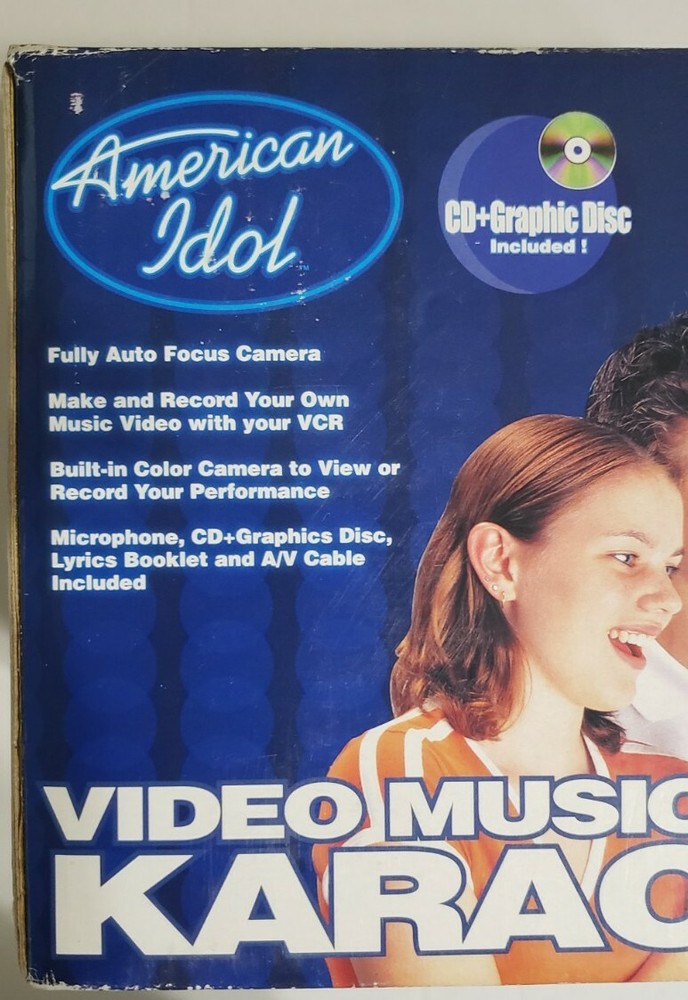 American
Idol
TM
CD+Graphic Disc
Included !
Fully Auto Focus Camera
Make and Record Your Own
Music Video with your VCR
Built-in Color Camera to View or
Record Your Performance
Microphone, CD+Graphics Disc,
Lyrics Booklet and A/V Cable
Included
VIDEO MUSIC
KARAO